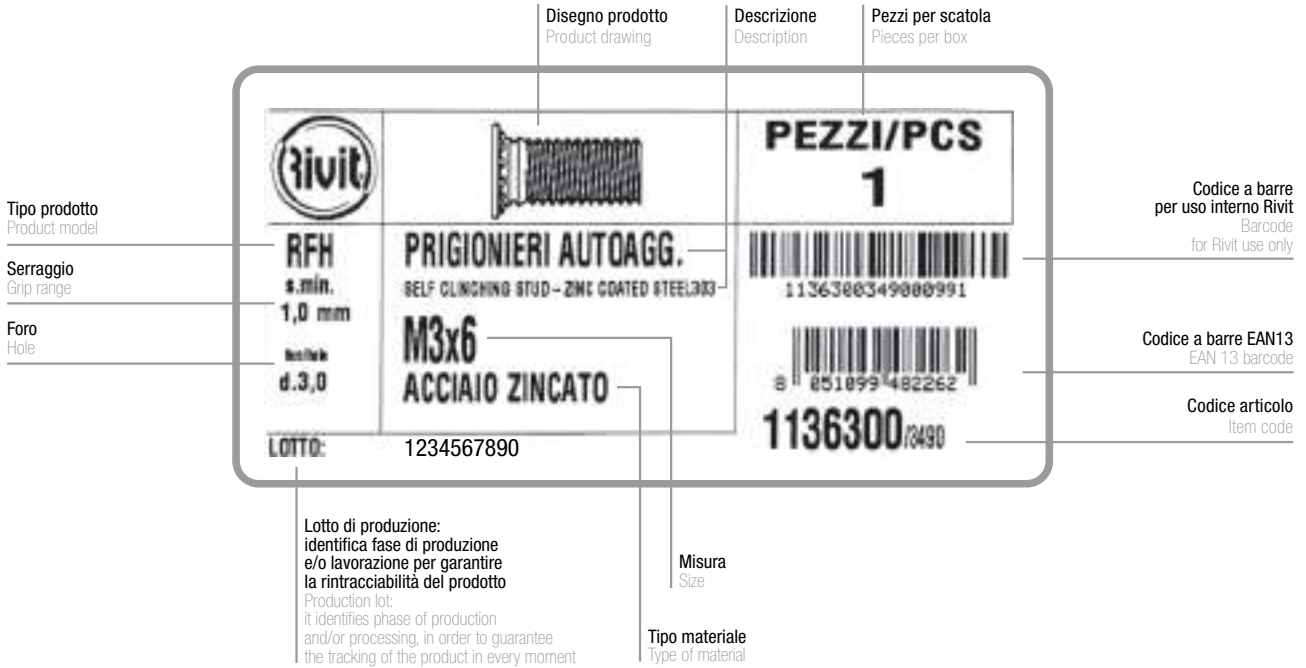 Disegno prodotto
Product drawing
Descrizione
Description
Pezzi per scatola
Pieces per box
Rivit
PEZZI/PCS
1
Tipo prodotto
Product model
Serraggio
Grip range
Foro
Hole
RFH
s.min.
1,0 mm
d.3,0
PRIGIONIERI AUTOAGG.
SELF CLINCHING STUD - ZINC COATED STEEL303
M3x6
ACCIAIO ZINCATO
1136300349000991
8 051099 482262
1136300/3490
LOTTO:
1234567890
Codice a barre
per uso interno Rivit
Barcode
for Rivit use only
Codice a barre EAN13
EAN 13 barcode
Codice articolo
Item code
Lotto di produzione:
identifica fase di produzione
e/o lavorazione per garantire
la rintracciabilità del prodotto
Production lot:
it identifies phase of production
and/or processing, in order to guarantee
the tracking of the product in every moment
Misura
Size
Tipo materiale
Type of material